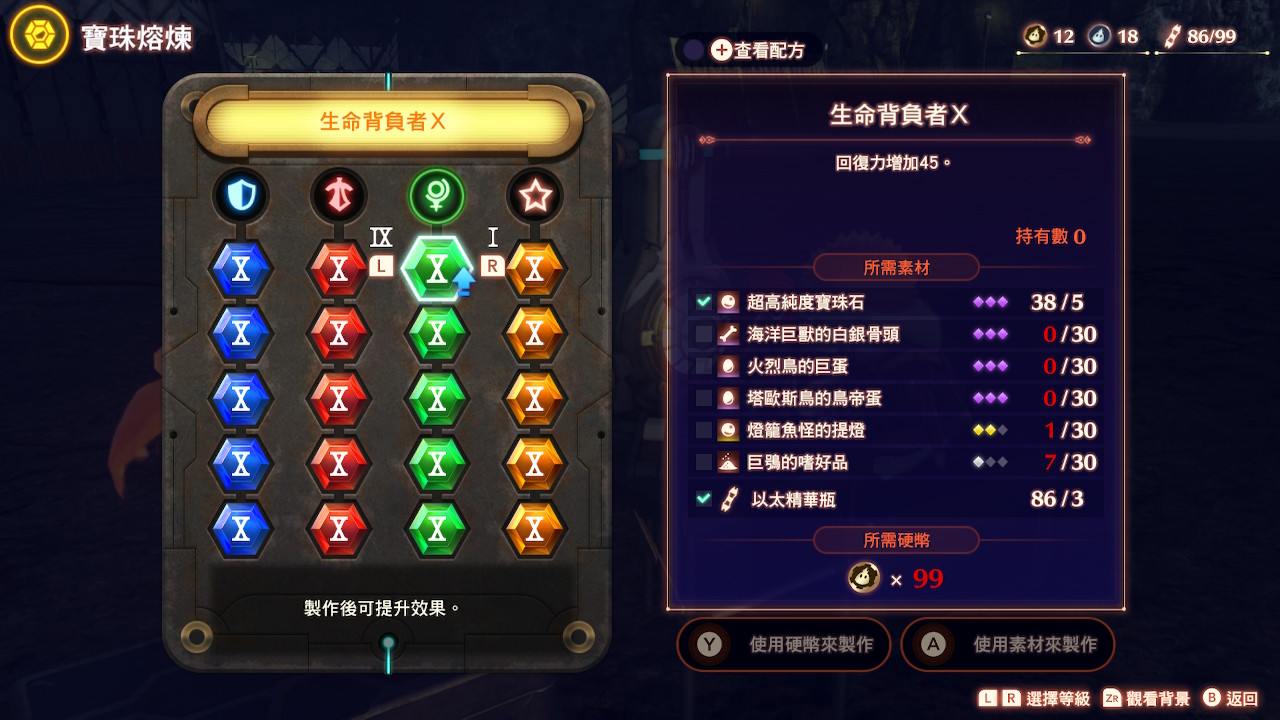 寶珠熔煉
12 18 86/99
+查看配方
生命背負者X
IX I
L R
X X X X
X X X X
X X X X
X X X X
X X X X
製作後可提升效果。
生命背負者X
回復力增加45。
持有數 0
所需素材
超高純度寶珠石 38/5
海洋巨獸的白銀骨頭 0/30
火烈鳥的巨蛋 0/30
塔歐斯鳥的鳥帝蛋 0/30
燈籠魚怪的提燈 1/30
巨鶚的嗜好品 7/30
以太精華瓶 86/3
所需硬幣
× 99
Y 使用硬幣來製作 A 使用素材來製作
L R 選擇等級 ZR 觀看背景 B 返回